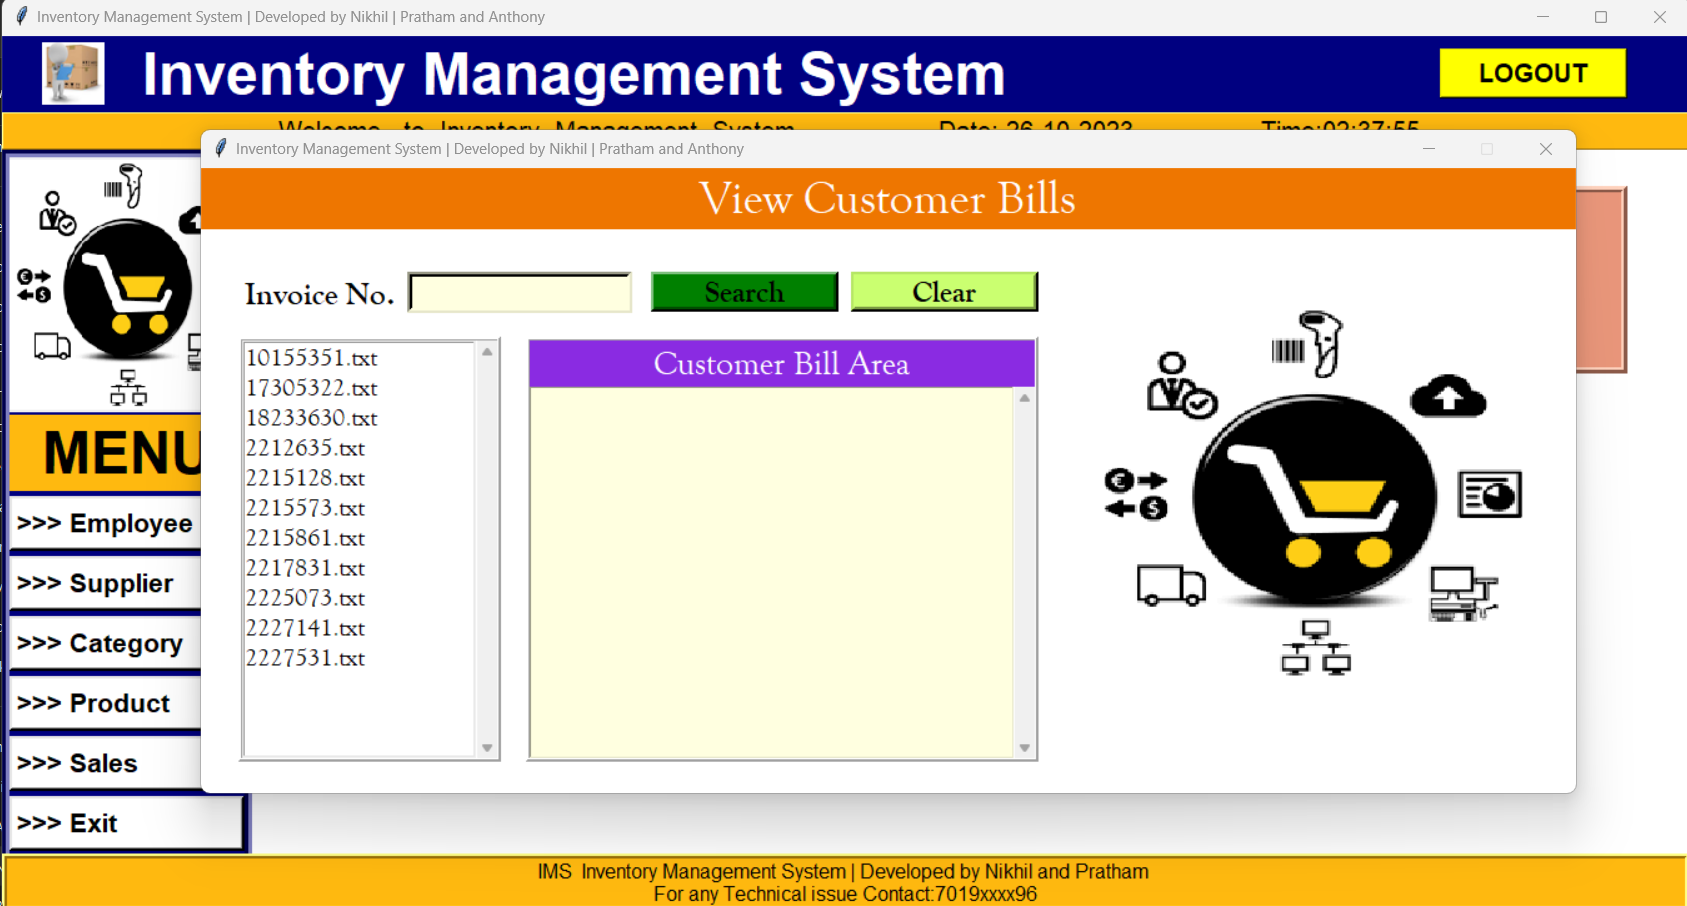 Inventory Management System | Developed by Nikhil | Pratham and Anthony
Inventory Management System
LOGOUT
Welcome to Inventory Management System Date: 26-10-2023 Time:02:37:55
Inventory Management System | Developed by Nikhil | Pratham and Anthony
View Customer Bills
Invoice No.
Search
Clear
10155351.txt
17305322.txt
18233630.txt
2212635.txt
2215128.txt
2215573.txt
2215861.txt
2217831.txt
2225073.txt
2227141.txt
2227531.txt
Customer Bill Area
MENU
>>> Employee
>>> Supplier
>>> Category
>>> Product
>>> Sales
>>> Exit
IMS Inventory Management System | Developed by Nikhil and Pratham
For any Technical issue Contact:7019xxxx96